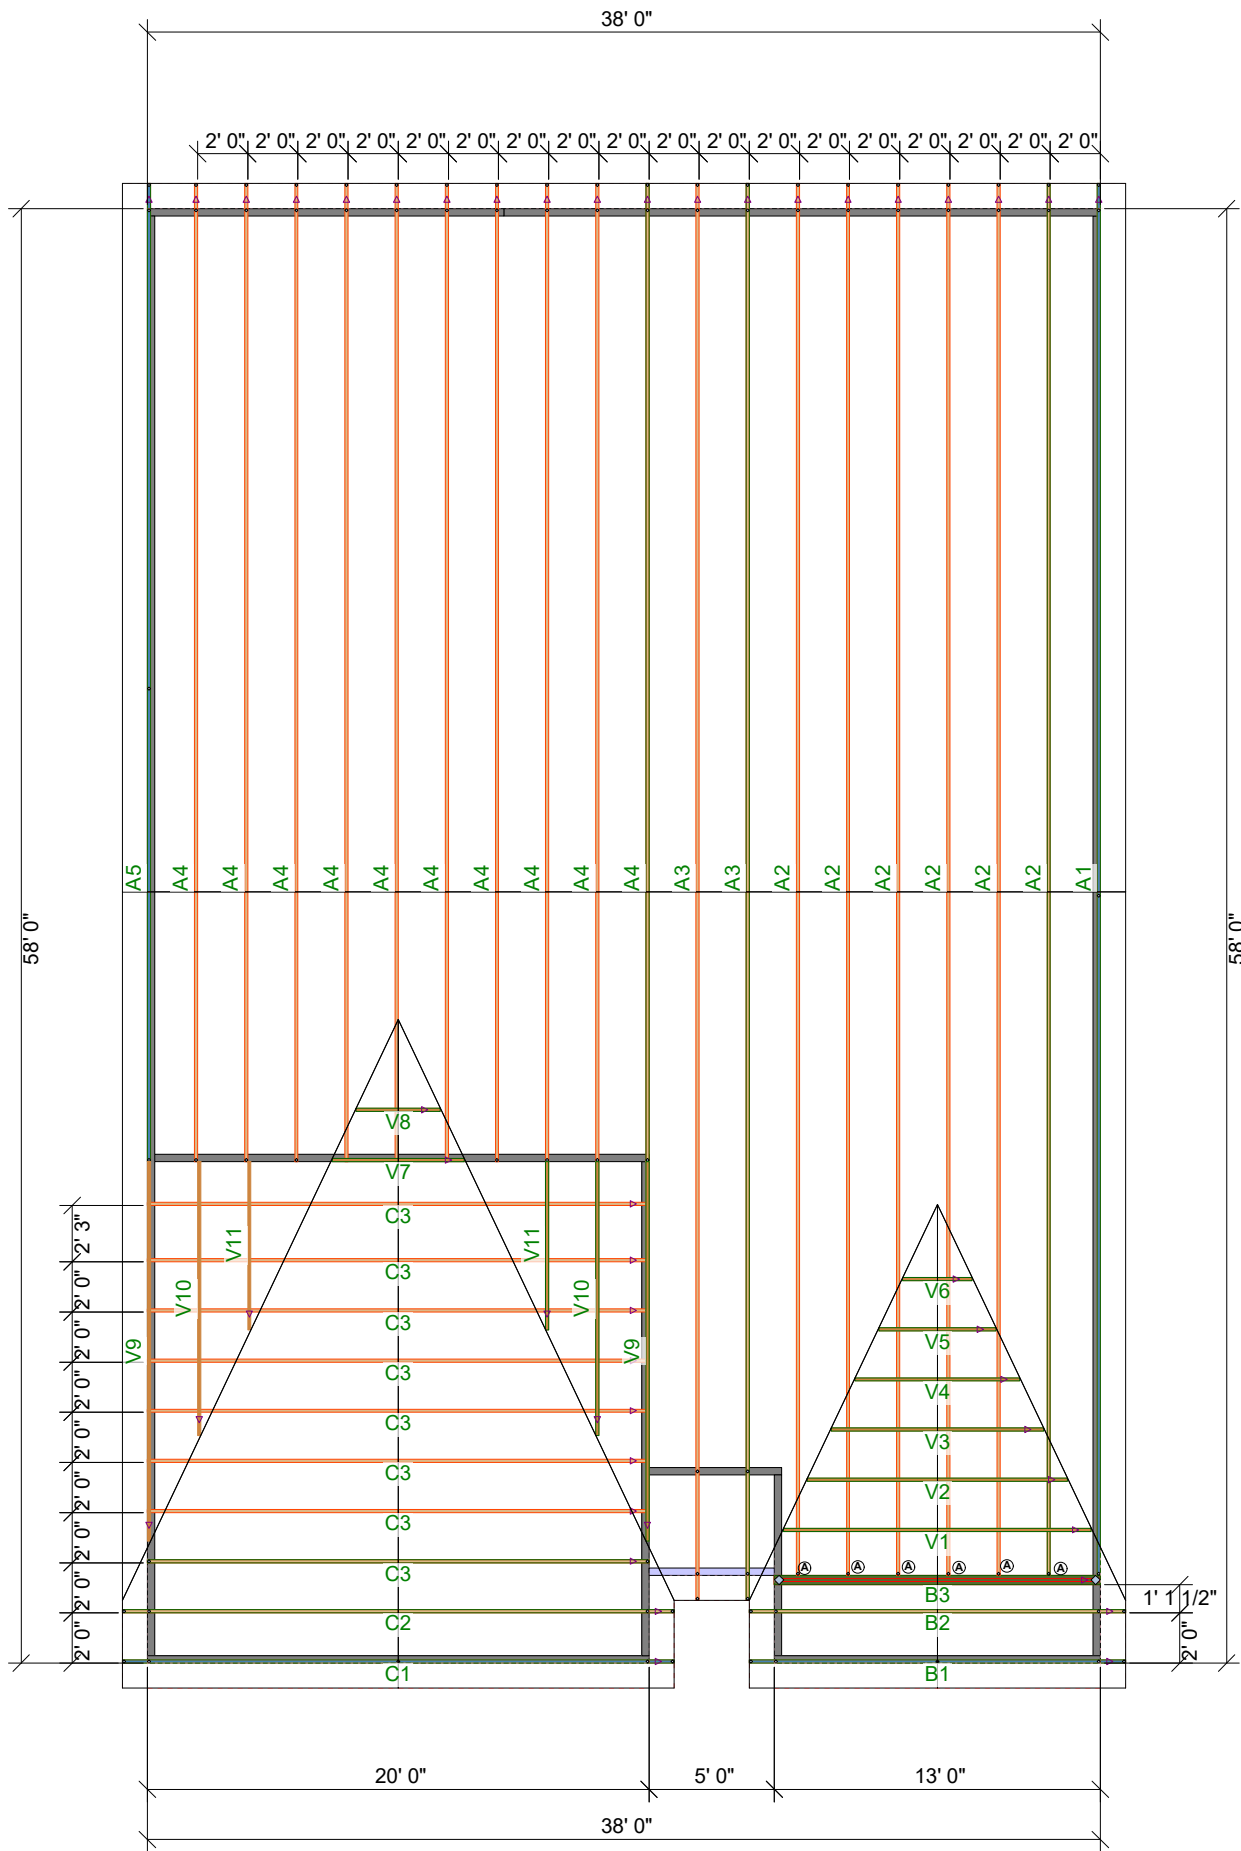 38' 0"
2' 0" 2' 0" 2' 0" 2' 0" 2' 0" 2' 0" 2' 0" 2' 0" 2' 0" 2' 0" 2' 0" 2' 0" 2' 0" 2' 0" 2' 0" 2' 0" 2' 0" 2' 0"
A5 A4 A4 A4 A4 A4 A4 A4 A4 A4 A4 A3 A3 A2 A2 A2 A2 A2 A2 A1
58' 0"
58' 0"
V8
V7
C3
2' 3"
V11
V11
C3
2' 0"
V6
V10
V10
C3
2' 0"
V5
V9
V9
C3
2' 0"
V4
C3
2' 0"
V3
C3
2' 0"
V2
C3
2' 0"
V1
C3
2' 0"
A A A A A A
B3
1' 1 1/2"
C2
B2
2' 0"
2' 0"
C1
B1
20' 0"
5' 0"
13' 0"
38' 0"